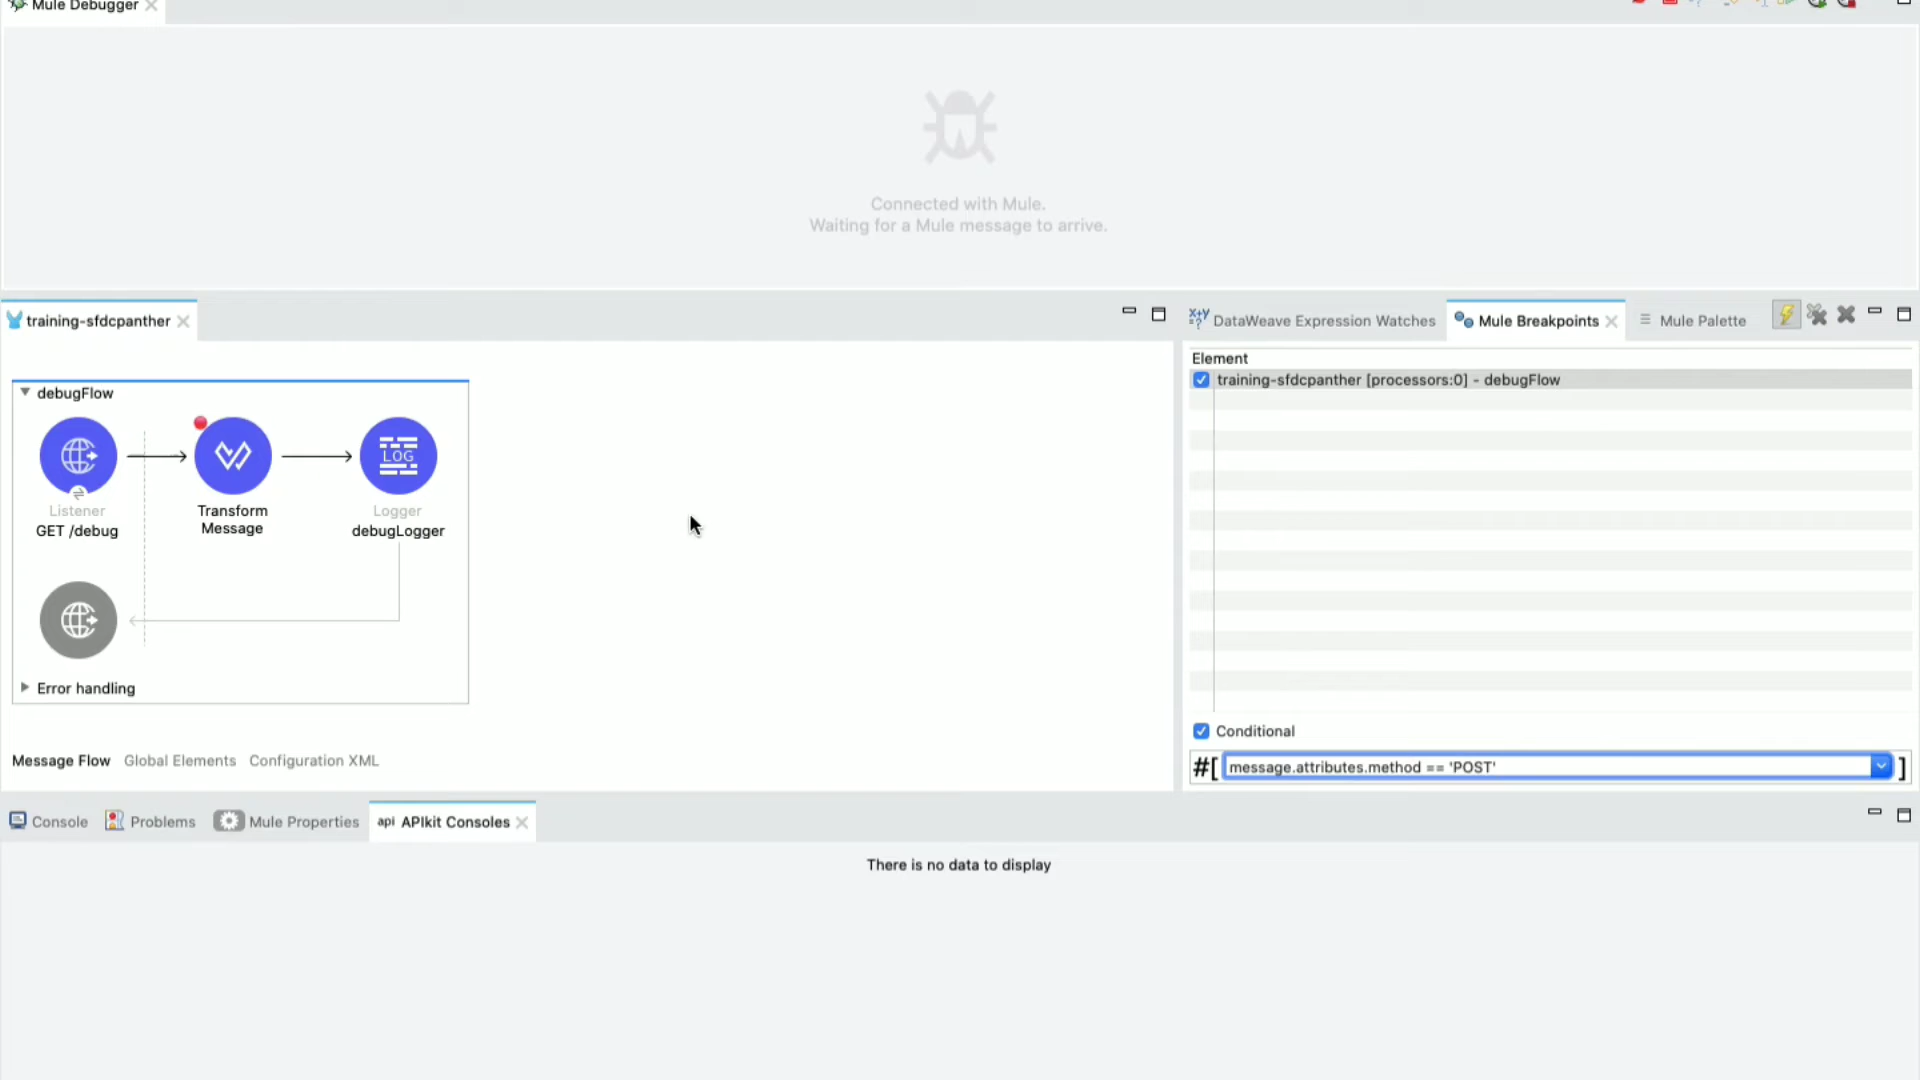 Mule Debugger
Connected with Mule.
Waiting for a Mule message to arrive.
training-sfdcpanther
DataWeave Expression Watches
Mule Breakpoints
Mule Palette
Element
training-sfdcpanther [processors:0] - debugFlow
debugFlow
LOG
Listener
GET /debug
Transform
Message
Logger
debugLogger
Error handling
Conditional
#[ message.attributes.method == 'POST' ]
Message Flow Global Elements Configuration XML
Console Problems Mule Properties api APIkit Consoles
There is no data to display